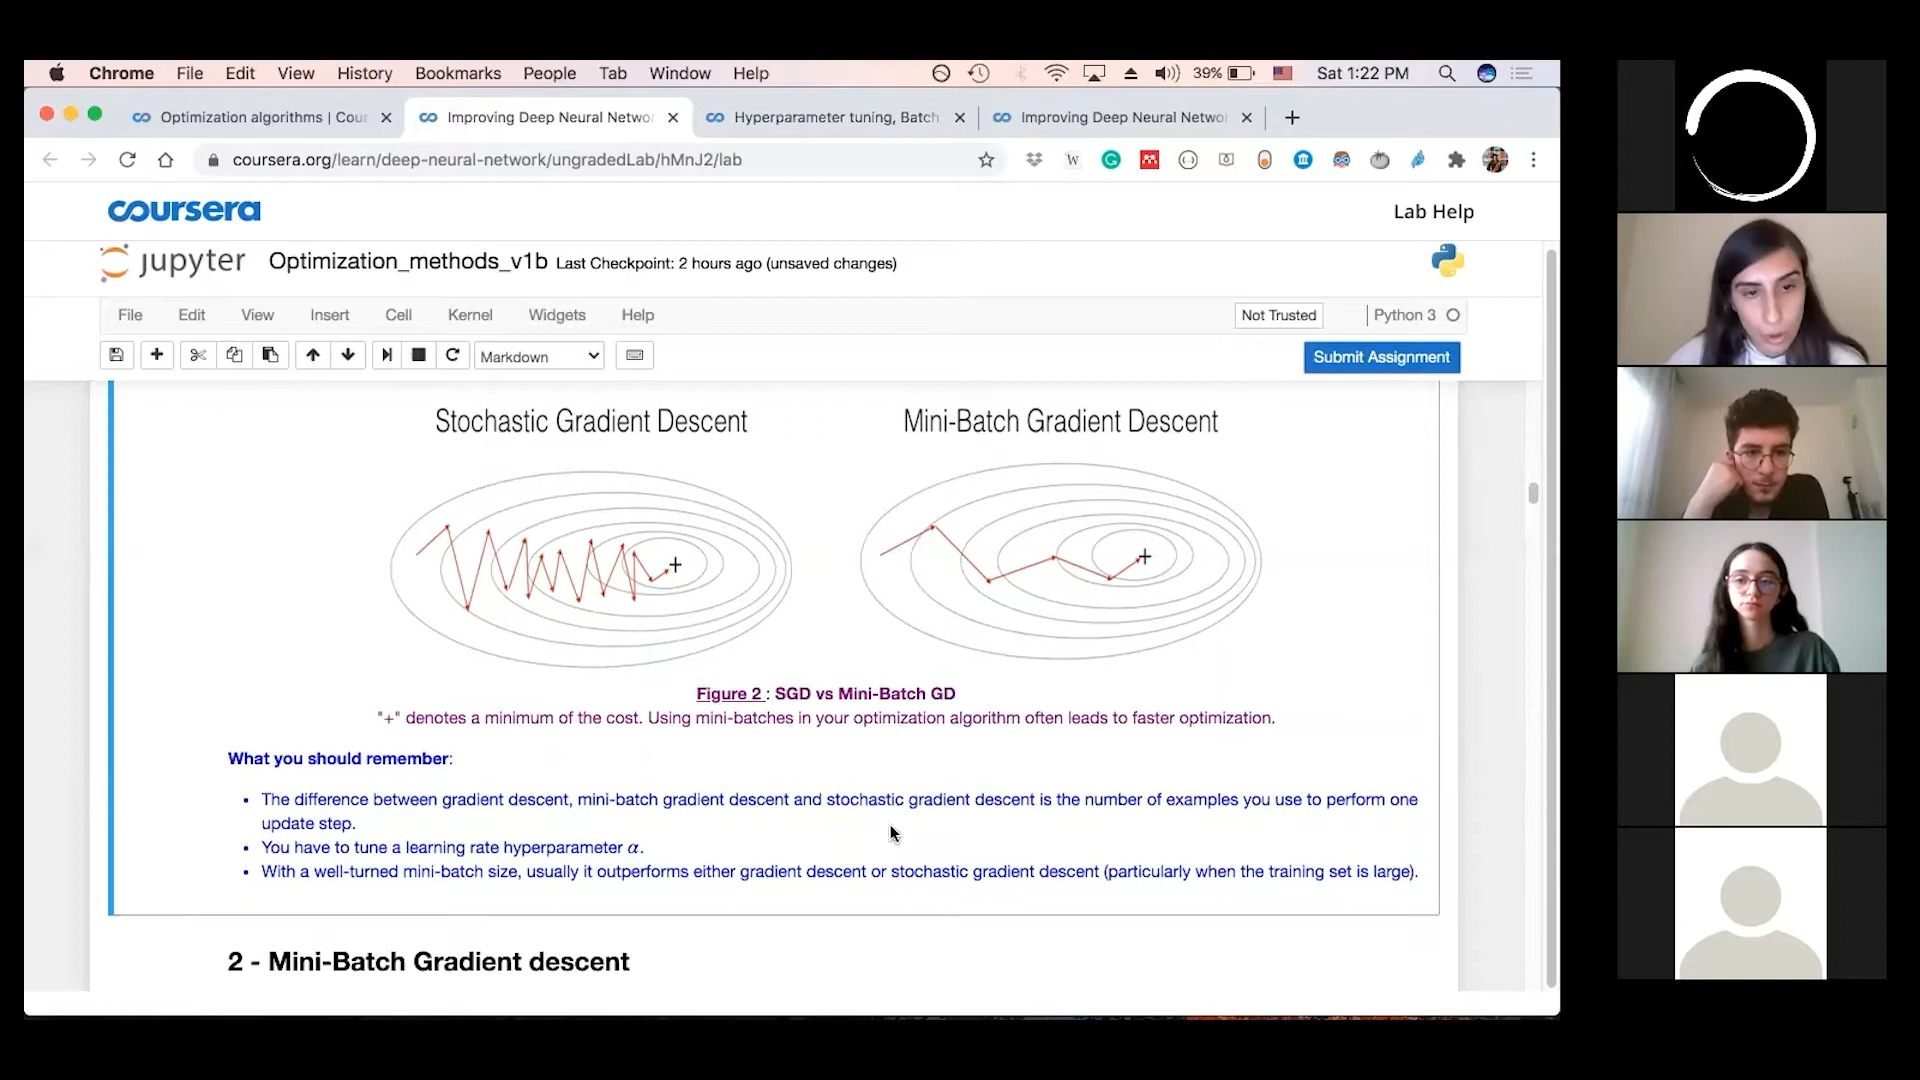 Chrome File Edit View History Bookmarks People Tab Window Help 39% Sat 1:22 PM
Optimization algorithms | Cour
Improving Deep Neural Networ
Hyperparameter tuning, Batch
Improving Deep Neural Networ
coursera.org/learn/deep-neural-network/ungradedLab/hMnJ2/lab
coursera
Lab Help
jupyter Optimization_methods_v1b Last Checkpoint: 2 hours ago (unsaved changes)
File Edit View Insert Cell Kernel Widgets Help
Not Trusted
Python 3
Markdown
Submit Assignment
Stochastic Gradient Descent
Mini-Batch Gradient Descent
+
+
Figure 2 : SGD vs Mini-Batch GD
"+" denotes a minimum of the cost. Using mini-batches in your optimization algorithm often leads to faster optimization.
What you should remember:
• The difference between gradient descent, mini-batch gradient descent and stochastic gradient descent is the number of examples you use to perform one
update step.
• You have to tune a learning rate hyperparameter α.
• With a well-turned mini-batch size, usually it outperforms either gradient descent or stochastic gradient descent (particularly when the training set is large).
2 - Mini-Batch Gradient descent